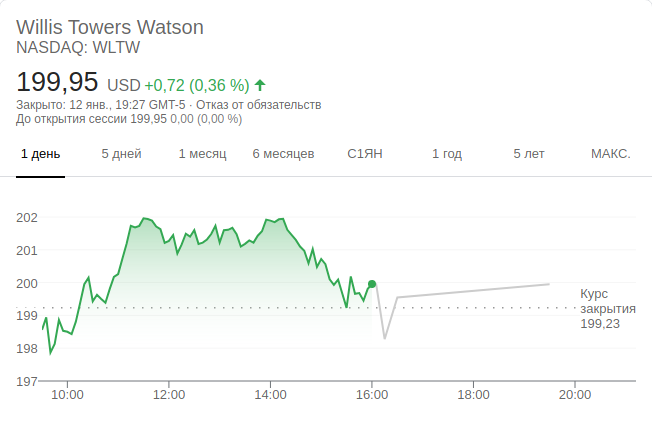 Willis Towers Watson
NASDAQ: WLTW
199,95 USD +0,72 (0,36 %)
Закрыто: 12 янв., 19:27 GMT-5 · Отказ от обязательств
До открытия сессии 199,95 0,00 (0,00 %)
1 день 5 дней 1 месяц 6 месяцев С1ЯН 1 год 5 лет МАКС.
202
201
200
199
198
197
Курс
закрытия
199,23
10:00 12:00 14:00 16:00 18:00 20:00